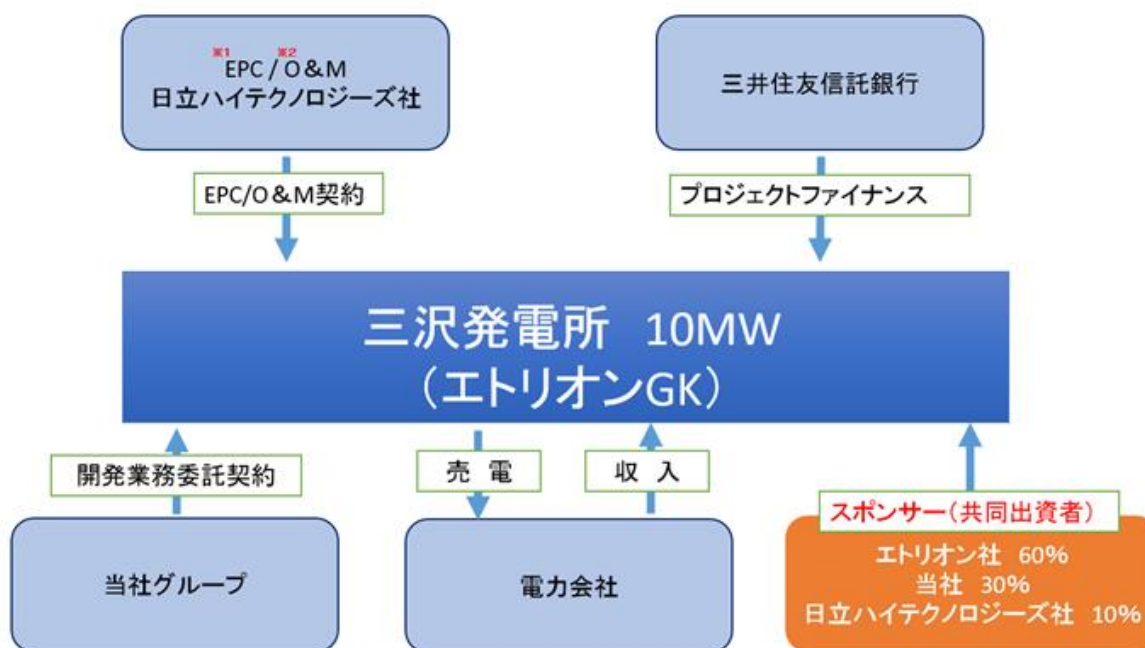 ※1 ※2
EPC/O&M
日立ハイテクノロジーズ社
三井住友信託銀行
EPC/O&M契約
プロジェクトファイナンス
三沢発電所 10MW
（エトリオンGK）
開発業務委託契約
売 電
収 入
スポンサー(共同出資者)
当社グループ
電力会社
エトリオン社 60%
当社 30%
日立ハイテクノロジーズ社 10%